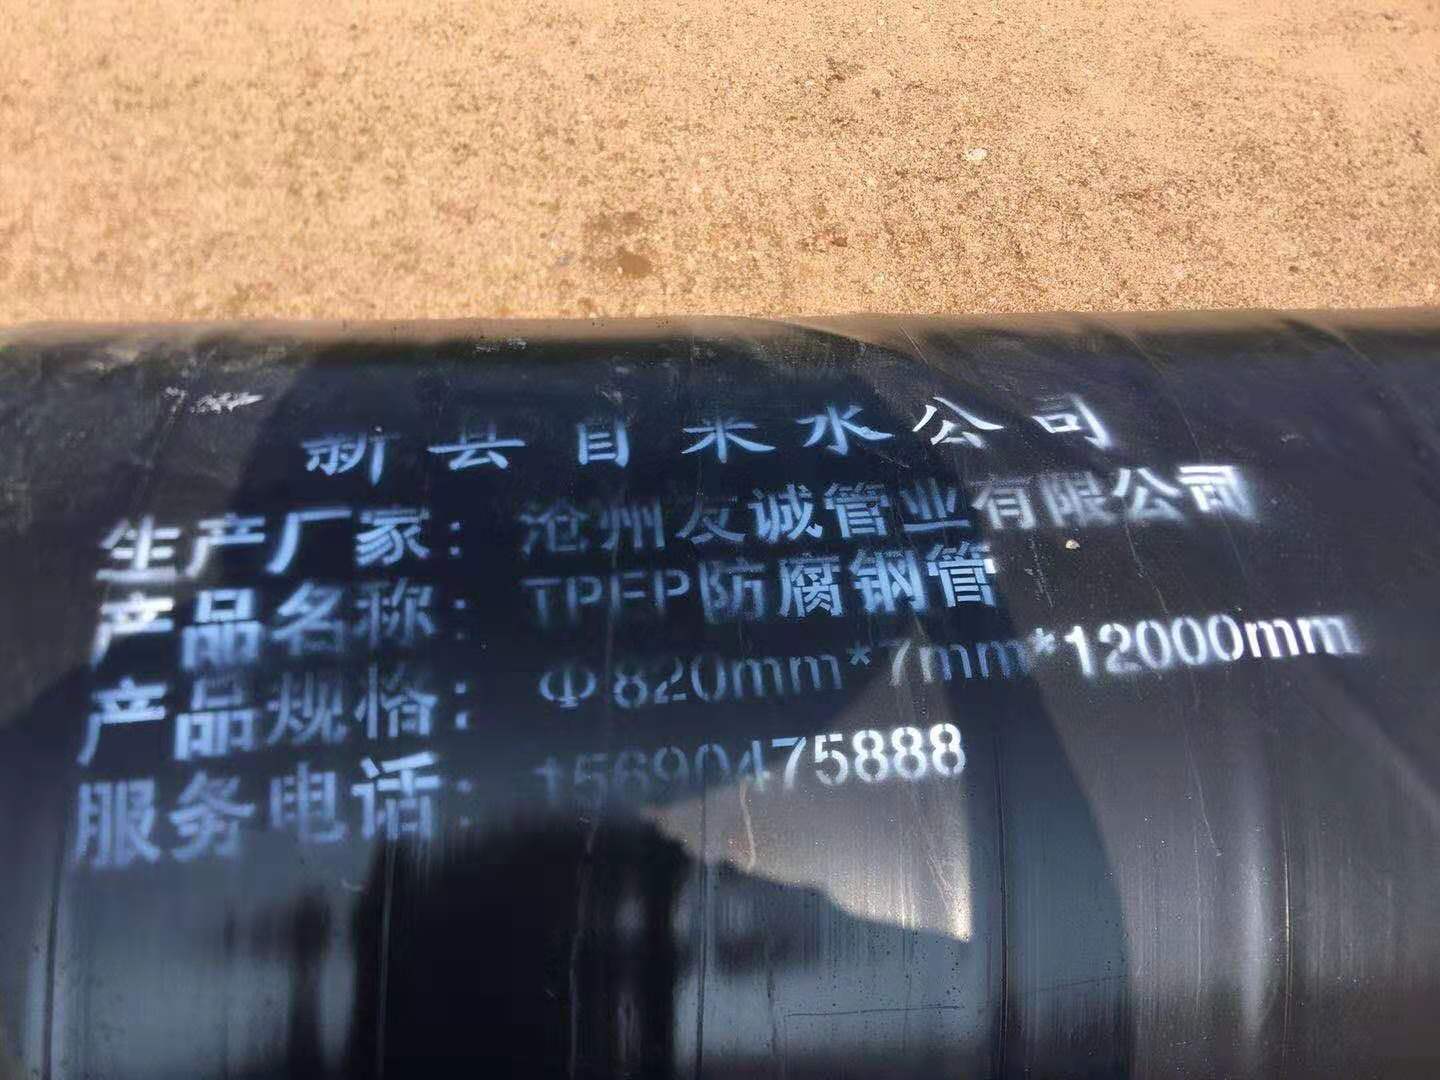 新县自来水公司
生产厂家：沧州友诚管业有限公司
产品名称：TPEP防腐钢管
产品规格：Φ820mm*7mm*12000mm
服务电话：15690475888